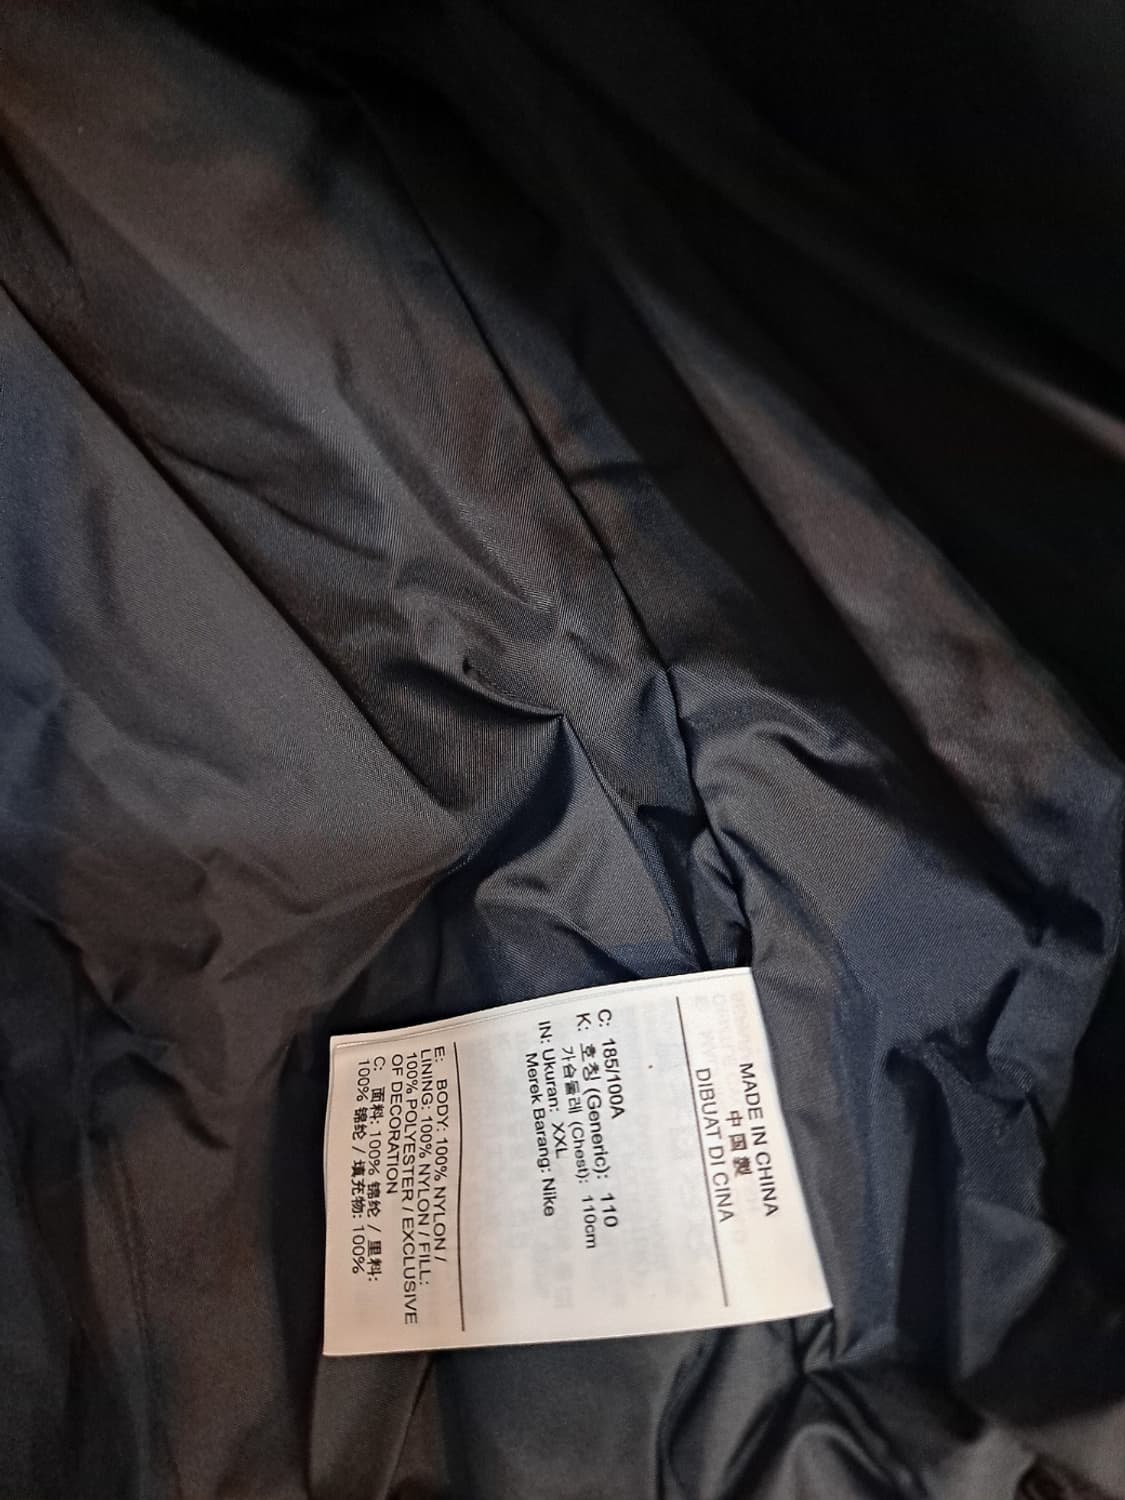 MADE IN CHINA
中国製
DIBUAT DI CINA
C: 185/100A
K: 호칭 (Generic): 110
가슴둘레 (Chest): 110cm
IN: Ukuran: XXL
Merek Barang: Nike
E: BODY: 100% NYLON /
LINING: 100% NYLON / FILL:
100% POLYESTER / EXCLUSIVE
OF DECORATION
C: 面料: 100% 锦纶 / 里料:
100% 锦纶 / 填充物: 100%